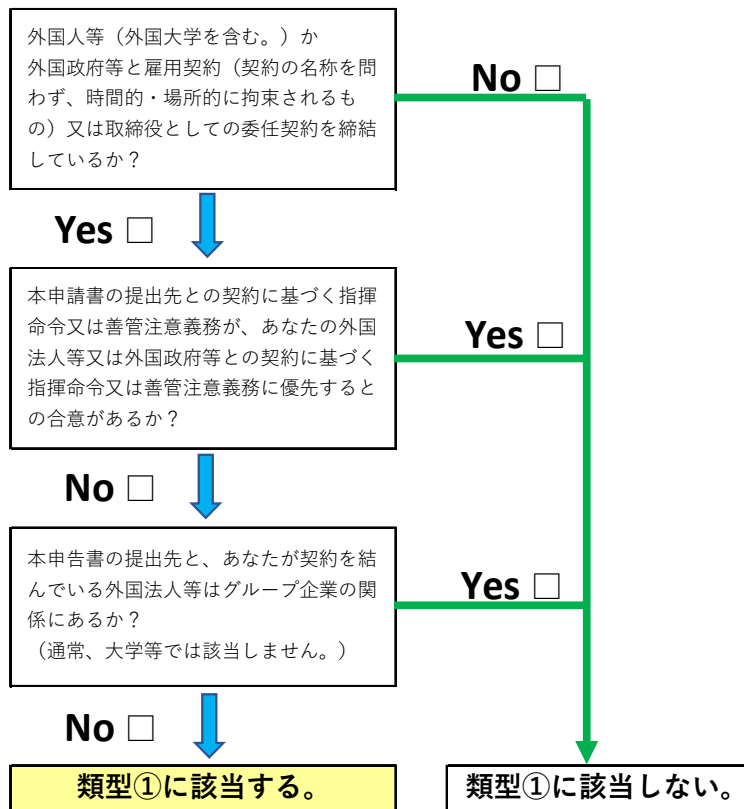 外国人等（外国大学を含む。）か
外国政府等と雇用契約（契約の名称を問
わず、時間的・場所的に拘束されるも
の）又は取締役としての委任契約を締結
しているか？
No □
Yes □
本申請書の提出先との契約に基づく指揮
命令又は善管注意義務が、あなたの外国
法人等又は外国政府等との契約に基づく
指揮命令又は善管注意義務に優先すると
の合意があるか？
Yes □
No □
本申告書の提出先と、あなたが契約を結
んでいる外国法人等はグループ企業の関
係にあるか？
（通常、大学等では該当しません。）
Yes □
No □
類型①に該当する。
類型①に該当しない。